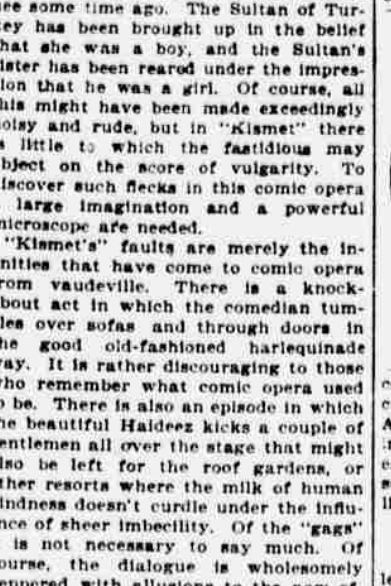 see some time ago. The Sultan of Tur-
key has been brought up in the belief
that she was a boy, and the Sultan's
sister has been reared under the impres-
sion that he was a girl. Of course, all
this might have been made exceedingly
noisy and rude, but in "Kismet" there
is little to which the fastidious may
object on the score of vulgarity. To
discover such flecks in this comic opera
a large imagination and a powerful
microscope are needed.
"Kismet's" faults are merely the in-
anities that have come to comic opera
from vaudeville. There is a knock-
about act in which the comedian tum-
bles over sofas and through doors in
the good old-fashioned harlequinade
way. It is rather discouraging to those
who remember what comic opera used
to be. There is also an episode in which
the beautiful Haideez kicks a couple of
gentlemen all over the stage that might
also be left for the roof gardens, or
other resorts where the milk of human
kindness doesn't curdle under the influ-
ence of sheer imbecility. Of the "gags"
it is not necessary to say much. Of
course, the dialogue is wholesomely
peppered with allusions to the